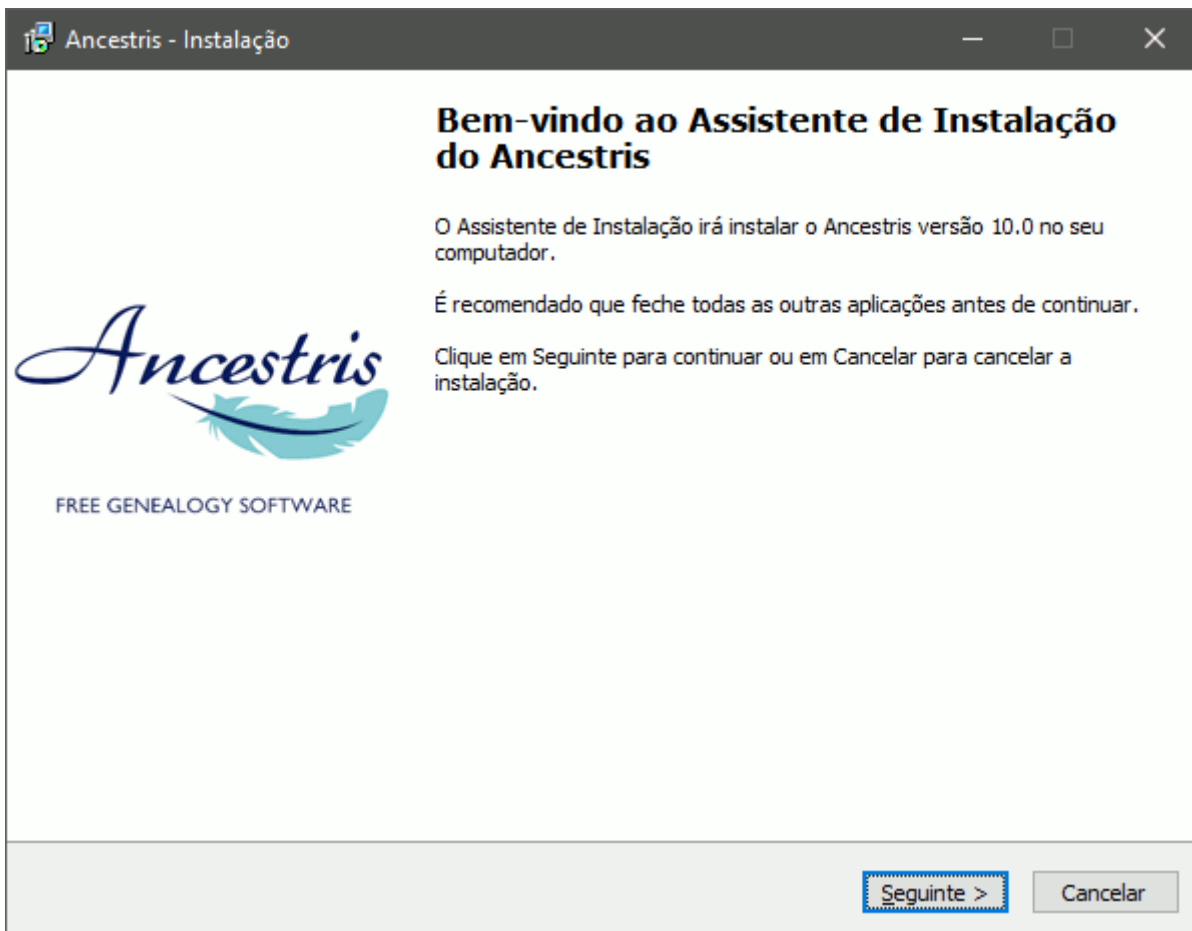 Ancestris - Instalação
Bem-vindo ao Assistente de Instalação
do Ancestris
O Assistente de Instalação irá instalar o Ancestris versão 10.0 no seu
computador.
É recomendado que feche todas as outras aplicações antes de continuar.
Clique em Seguinte para continuar ou em Cancelar para cancelar a
instalação.
Ancestris
FREE GENEALOGY SOFTWARE
Seguinte >
Cancelar